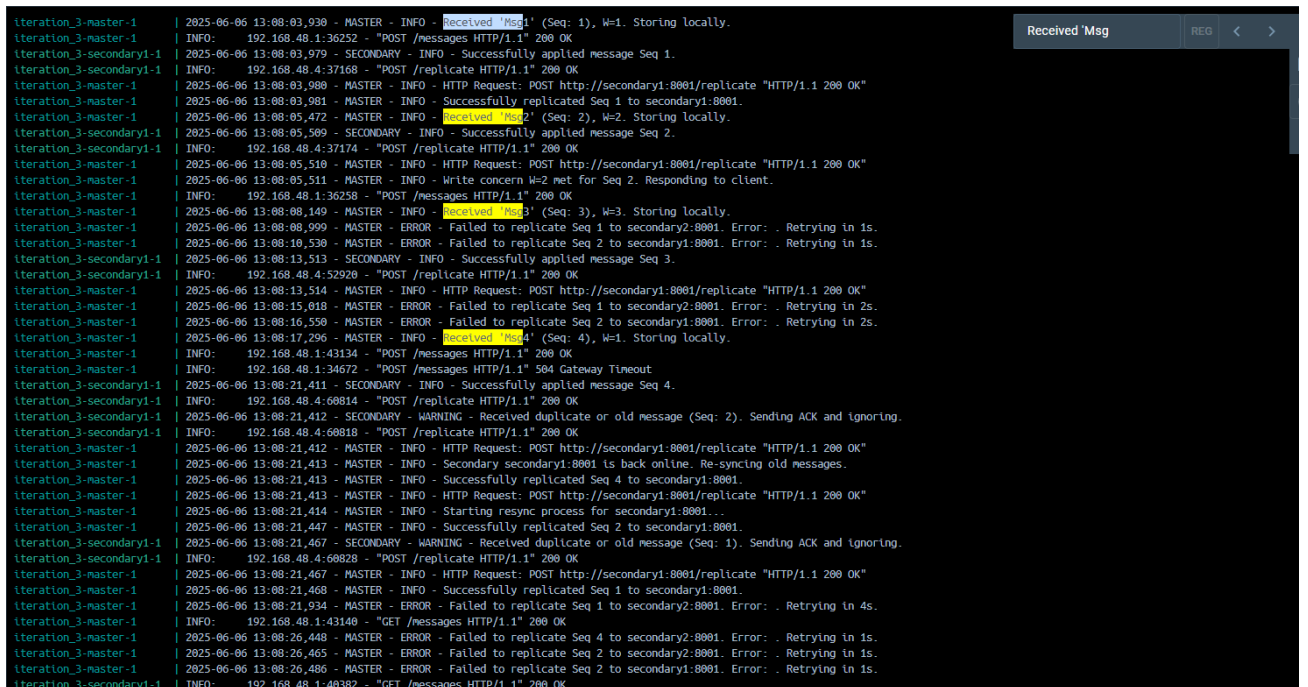 iteration_3-master-1 | 2025-06-06 13:08:03,930 - MASTER - INFO - Received 'Msg1' (Seq: 1), W=1. Storing locally.
iteration_3-master-1 | INFO: 192.168.48.1:36252 - "POST /messages HTTP/1.1" 200 OK
iteration_3-secondary1-1 | 2025-06-06 13:08:03,979 - SECONDARY - INFO - Successfully applied message Seq 1.
iteration_3-secondary1-1 | INFO: 192.168.48.4:37168 - "POST /replicate HTTP/1.1" 200 OK
iteration_3-master-1 | 2025-06-06 13:08:03,980 - MASTER - INFO - HTTP Request: POST http://secondary1:8001/replicate "HTTP/1.1 200 OK"
iteration_3-master-1 | 2025-06-06 13:08:03,981 - MASTER - INFO - Successfully replicated Seq 1 to secondary1:8001.
iteration_3-master-1 | 2025-06-06 13:08:05,472 - MASTER - INFO - Received 'Msg2' (Seq: 2), W=2. Storing locally.
iteration_3-secondary1-1 | 2025-06-06 13:08:05,509 - SECONDARY - INFO - Successfully applied message Seq 2.
iteration_3-secondary1-1 | INFO: 192.168.48.4:37174 - "POST /replicate HTTP/1.1" 200 OK
iteration_3-master-1 | 2025-06-06 13:08:05,510 - MASTER - INFO - HTTP Request: POST http://secondary1:8001/replicate "HTTP/1.1 200 OK"
iteration_3-master-1 | 2025-06-06 13:08:05,511 - MASTER - INFO - Write concern W=2 met for Seq 2. Responding to client.
iteration_3-master-1 | INFO: 192.168.48.1:36258 - "POST /messages HTTP/1.1" 200 OK
iteration_3-master-1 | 2025-06-06 13:08:08,149 - MASTER - INFO - Received 'Msg3' (Seq: 3), W=3. Storing locally.
iteration_3-master-1 | 2025-06-06 13:08:08,999 - MASTER - ERROR - Failed to replicate Seq 1 to secondary2:8001. Error: . Retrying in 1s.
iteration_3-master-1 | 2025-06-06 13:08:10,530 - MASTER - ERROR - Failed to replicate Seq 2 to secondary1:8001. Error: . Retrying in 1s.
iteration_3-secondary1-1 | 2025-06-06 13:08:13,513 - SECONDARY - INFO - Successfully applied message Seq 3.
iteration_3-secondary1-1 | INFO: 192.168.48.4:52920 - "POST /replicate HTTP/1.1" 200 OK
iteration_3-master-1 | 2025-06-06 13:08:13,514 - MASTER - INFO - HTTP Request: POST http://secondary1:8001/replicate "HTTP/1.1 200 OK"
iteration_3-master-1 | 2025-06-06 13:08:15,018 - MASTER - ERROR - Failed to replicate Seq 1 to secondary2:8001. Error: . Retrying in 2s.
iteration_3-master-1 | 2025-06-06 13:08:16,550 - MASTER - ERROR - Failed to replicate Seq 2 to secondary1:8001. Error: . Retrying in 2s.
iteration_3-master-1 | 2025-06-06 13:08:17,296 - MASTER - INFO - Received 'Msg4' (Seq: 4), W=1. Storing locally.
iteration_3-master-1 | INFO: 192.168.48.1:43134 - "POST /messages HTTP/1.1" 200 OK
iteration_3-master-1 | INFO: 192.168.48.1:34672 - "POST /messages HTTP/1.1" 504 Gateway Timeout
iteration_3-secondary1-1 | 2025-06-06 13:08:21,411 - SECONDARY - INFO - Successfully applied message Seq 4.
iteration_3-secondary1-1 | INFO: 192.168.48.4:60814 - "POST /replicate HTTP/1.1" 200 OK
iteration_3-secondary1-1 | 2025-06-06 13:08:21,412 - SECONDARY - WARNING - Received duplicate or old message (Seq: 2). Sending ACK and ignoring.
iteration_3-secondary1-1 | INFO: 192.168.48.4:60818 - "POST /replicate HTTP/1.1" 200 OK
iteration_3-master-1 | 2025-06-06 13:08:21,412 - MASTER - INFO - HTTP Request: POST http://secondary1:8001/replicate "HTTP/1.1 200 OK"
iteration_3-master-1 | 2025-06-06 13:08:21,413 - MASTER - INFO - Secondary secondary1:8001 is back online. Re-syncing old messages.
iteration_3-master-1 | 2025-06-06 13:08:21,413 - MASTER - INFO - Successfully replicated Seq 4 to secondary1:8001.
iteration_3-master-1 | 2025-06-06 13:08:21,413 - MASTER - INFO - HTTP Request: POST http://secondary1:8001/replicate "HTTP/1.1 200 OK"
iteration_3-master-1 | 2025-06-06 13:08:21,414 - MASTER - INFO - Starting resync process for secondary1:8001...
iteration_3-master-1 | 2025-06-06 13:08:21,447 - MASTER - INFO - Successfully replicated Seq 2 to secondary1:8001.
iteration_3-secondary1-1 | 2025-06-06 13:08:21,467 - SECONDARY - WARNING - Received duplicate or old message (Seq: 1). Sending ACK and ignoring.
iteration_3-secondary1-1 | INFO: 192.168.48.4:60828 - "POST /replicate HTTP/1.1" 200 OK
iteration_3-master-1 | 2025-06-06 13:08:21,467 - MASTER - INFO - HTTP Request: POST http://secondary1:8001/replicate "HTTP/1.1 200 OK"
iteration_3-master-1 | 2025-06-06 13:08:21,468 - MASTER - INFO - Successfully replicated Seq 1 to secondary1:8001.
iteration_3-master-1 | 2025-06-06 13:08:21,934 - MASTER - ERROR - Failed to replicate Seq 1 to secondary2:8001. Error: . Retrying in 4s.
iteration_3-master-1 | INFO: 192.168.48.1:43140 - "GET /messages HTTP/1.1" 200 OK
iteration_3-master-1 | 2025-06-06 13:08:26,448 - MASTER - ERROR - Failed to replicate Seq 4 to secondary2:8001. Error: . Retrying in 1s.
iteration_3-master-1 | 2025-06-06 13:08:26,465 - MASTER - ERROR - Failed to replicate Seq 2 to secondary2:8001. Error: . Retrying in 1s.
iteration_3-master-1 | 2025-06-06 13:08:26,486 - MASTER - ERROR - Failed to replicate Seq 2 to secondary1:8001. Error: . Retrying in 1s.
iteration_3-secondary1-1 | INFO: 192.168.48.1:40382 - "GET /messages HTTP/1.1" 200 OK
Received 'Msg
REG